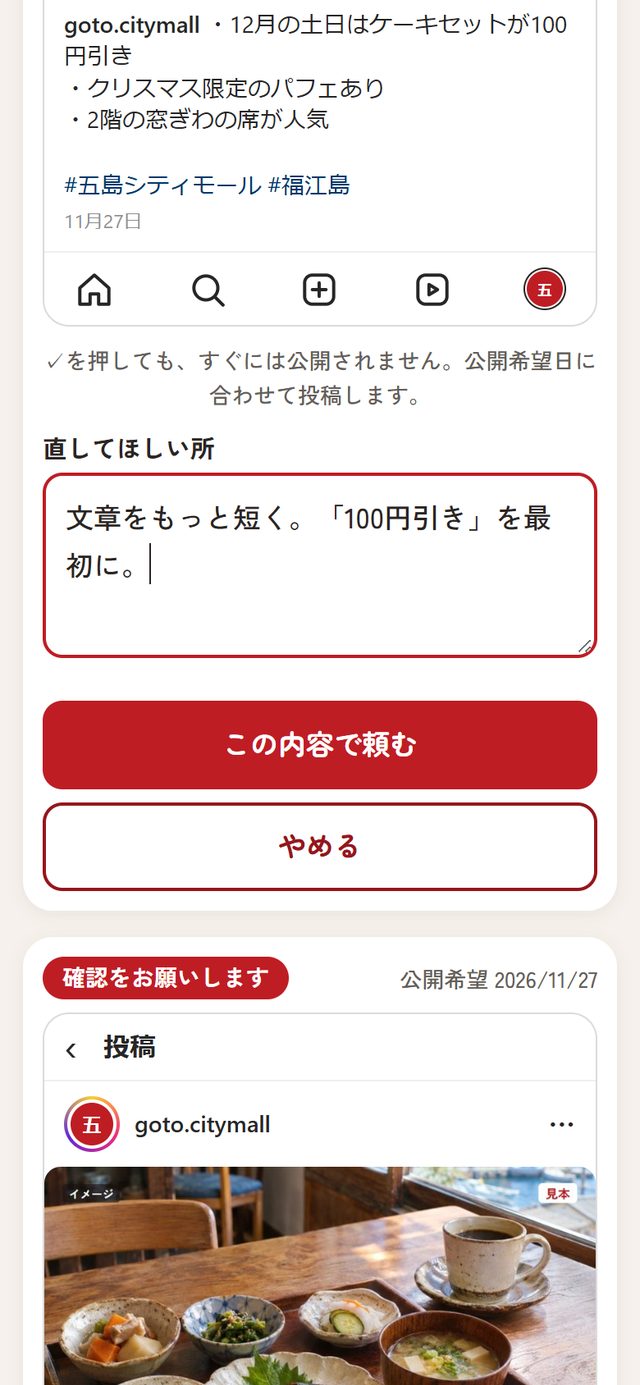 goto.citymall ・12月の土日はケーキセットが100
円引き
・クリスマス限定のパフェあり
・2階の窓ぎわの席が人気
#五島シティモール #福江島
11月27日
五
✓を押しても、すぐには公開されません。公開希望日に
合わせて投稿します。
直してほしい所
文章をもっと短く。「100円引き」を最
初に。
この内容で頼む
やめる
確認をお願いします 公開希望 2026/11/27
‹ 投稿
五 goto.citymall …
イメージ 見本